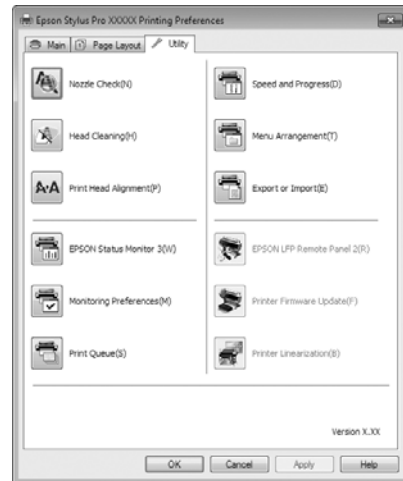 Epson Stylus Pro XXXXX Printing Preferences
Main
Page Layout
Utility
Nozzle Check(N)
Head Cleaning(H)
Print Head Alignment(P)
EPSON Status Monitor 3(W)
Monitoring Preferences(M)
Print Queue(S)
Speed and Progress(D)
Menu Arrangement(T)
Export or Import(E)
EPSON LFP Remote Panel 2(R)
Printer Firmware Update(F)
Printer Linearization(B)
Version X.XX
OK
Cancel
Apply
Help